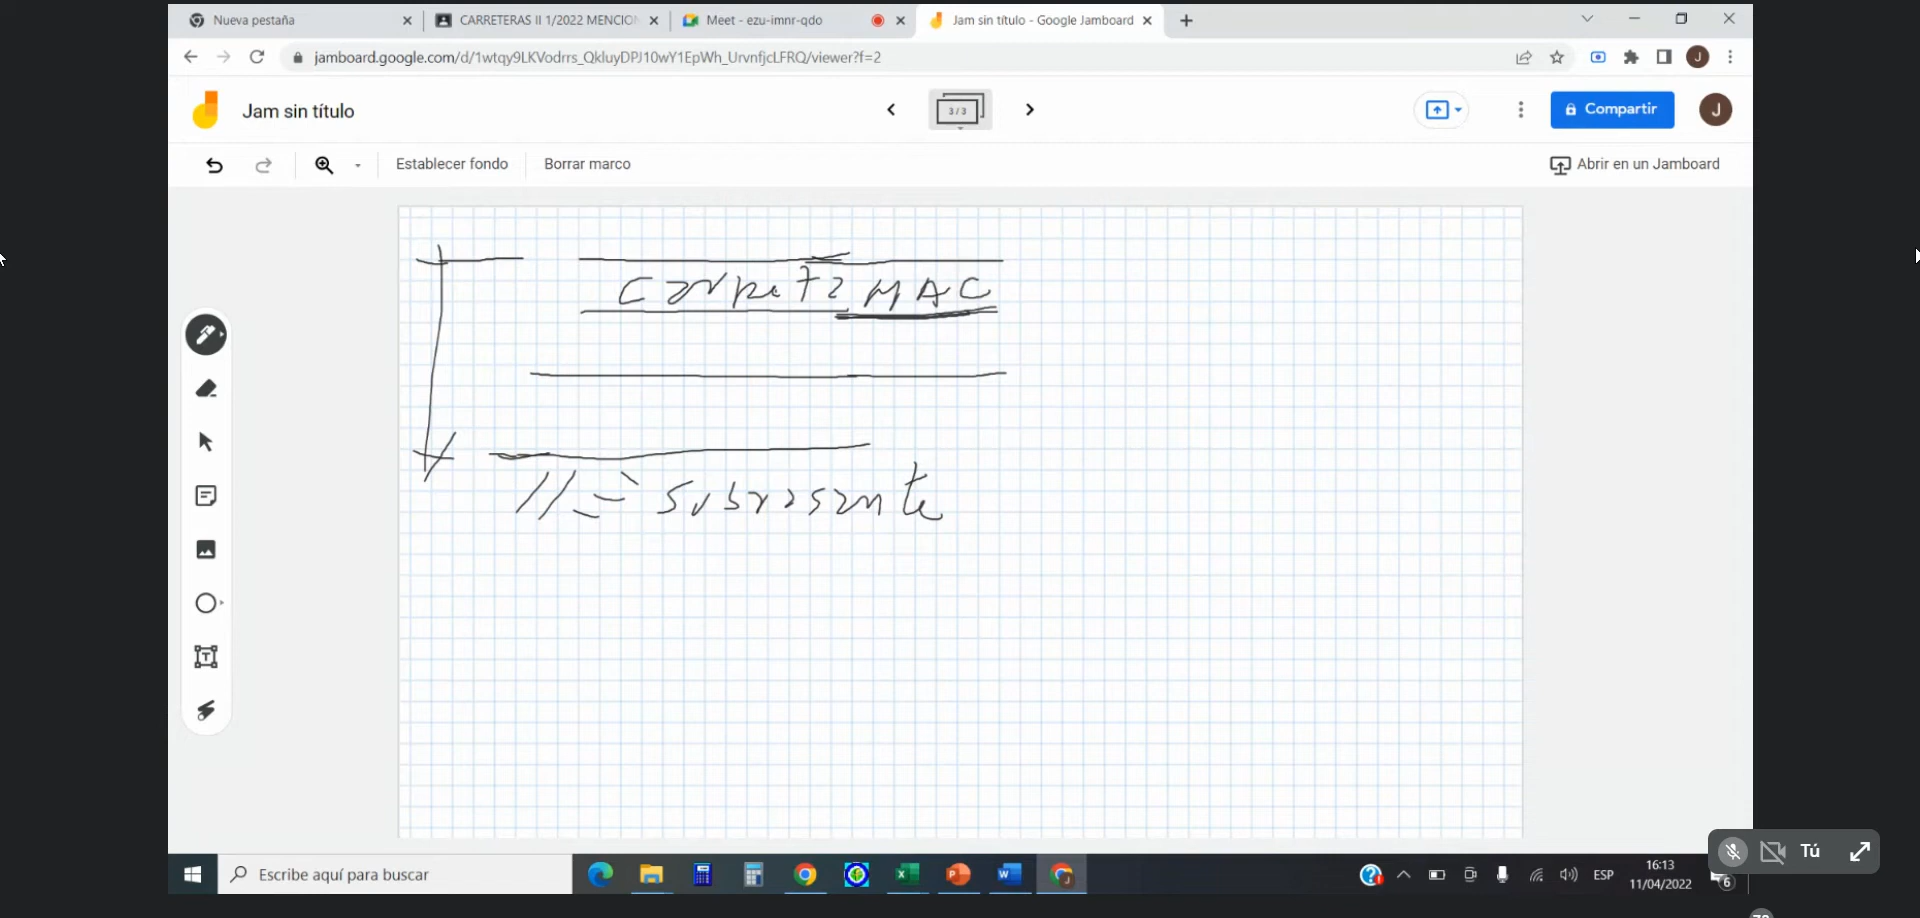 Nueva pestaña
CARRETERAS II 1/2022 MENCION
Meet - ezu-imnr-qdo
Jam sin título - Google Jamboard
jamboard.google.com/d/1wtqy9LKVodrrs_QkluyDPJ10wY1EpWh_UrvnfjcLFRQ/viewer?f=2
J
Jam sin título
3 / 3
Compartir
J
Establecer fondo
Borrar marco
Abrir en un Jamboard
Carpeta MAC
// = Subrasante
Tú
Escribe aquí para buscar
ESP
16:13
11/04/2022
6